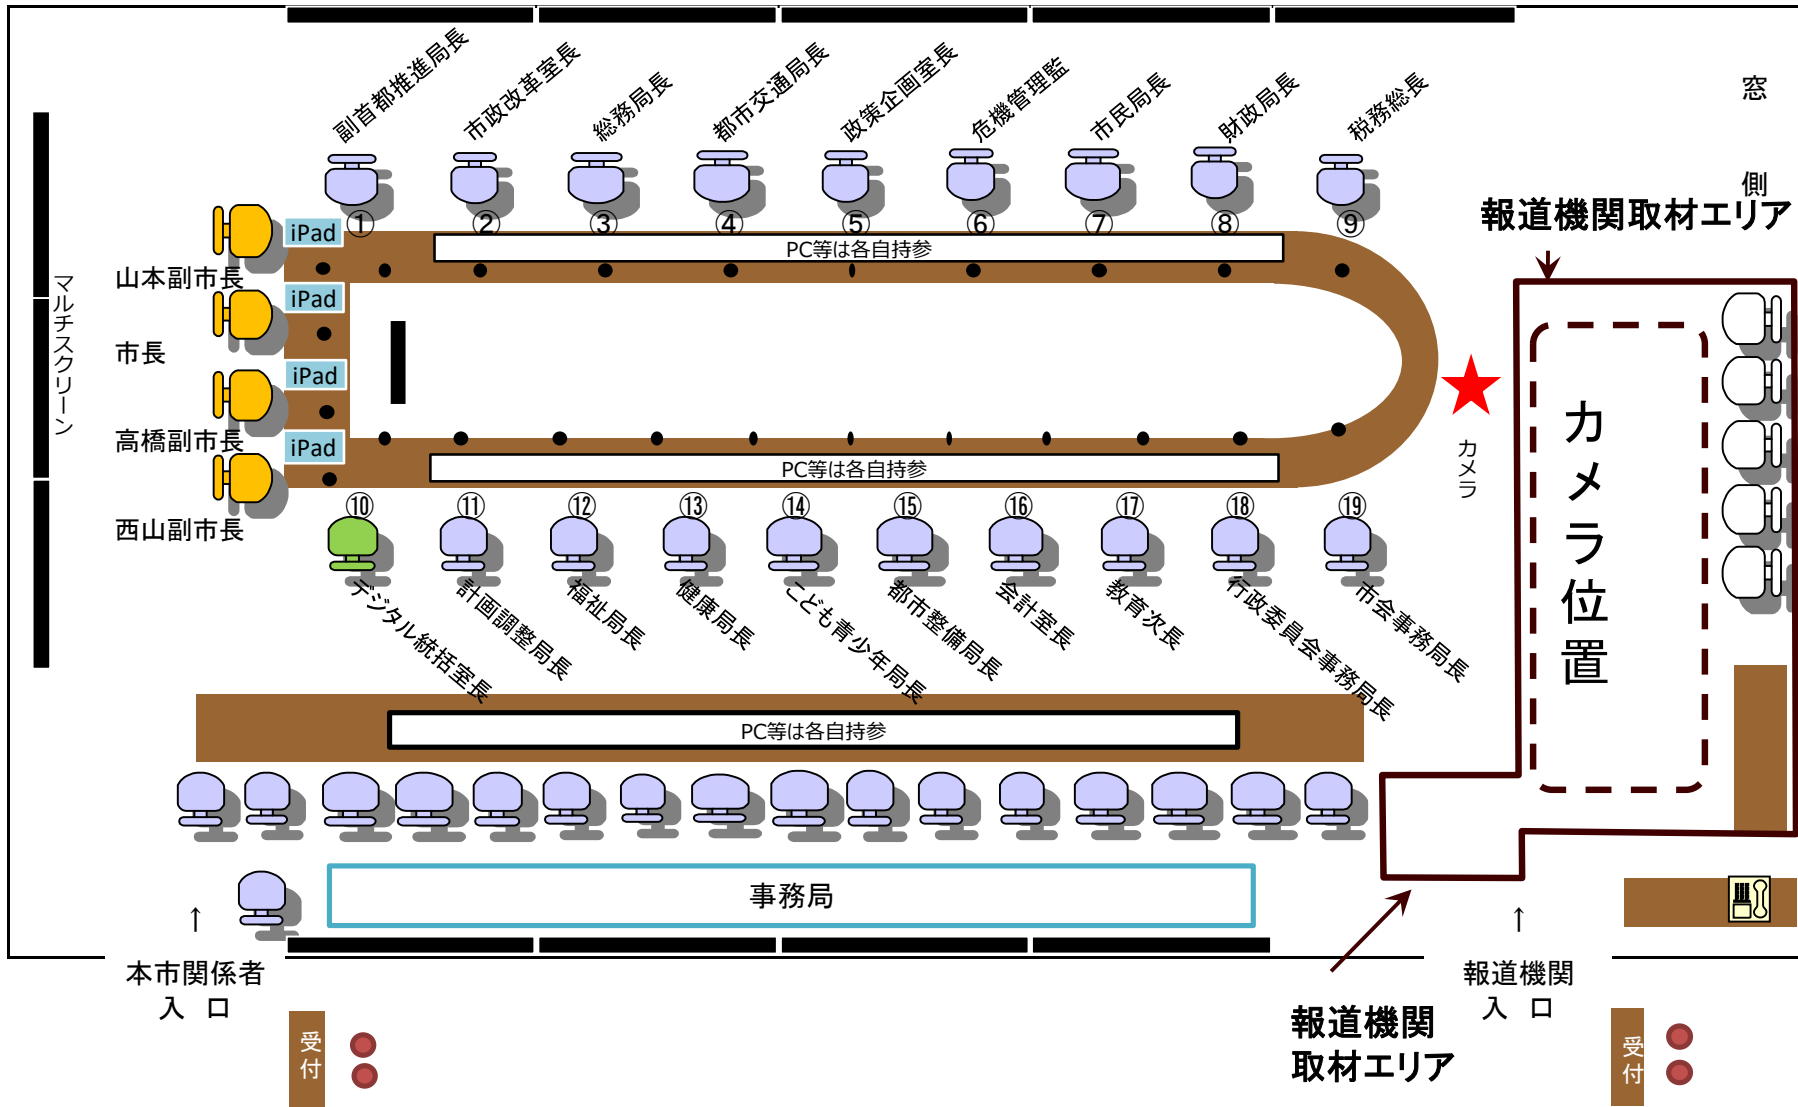 副首都推進局長
市政改革室長
総務局長
都市交通局長
政策企画室長
危機管理監
市民局長
財政局長
税務総長
窓
側
報道機関取材エリア
① ② ③ ④ ⑤ ⑥ ⑦ ⑧ ⑨
iPad
PC等は各自持参
山本副市長
iPad
市長
iPad
高橋副市長
iPad
西山副市長
マルチスクリーン
PC等は各自持参
カメラ
カメラ位置
⑩ ⑪ ⑫ ⑬ ⑭ ⑮ ⑯ ⑰ ⑱ ⑲
デジタル統括室長
計画調整局長
福祉局長
健康局長
こども青少年局長
都市整備局長
会計室長
教育次長
行政委員会事務局長
市会事務局長
PC等は各自持参
事務局
↑
本市関係者
入 口
↑
報道機関
入 口
報道機関
取材エリア
受付
受付